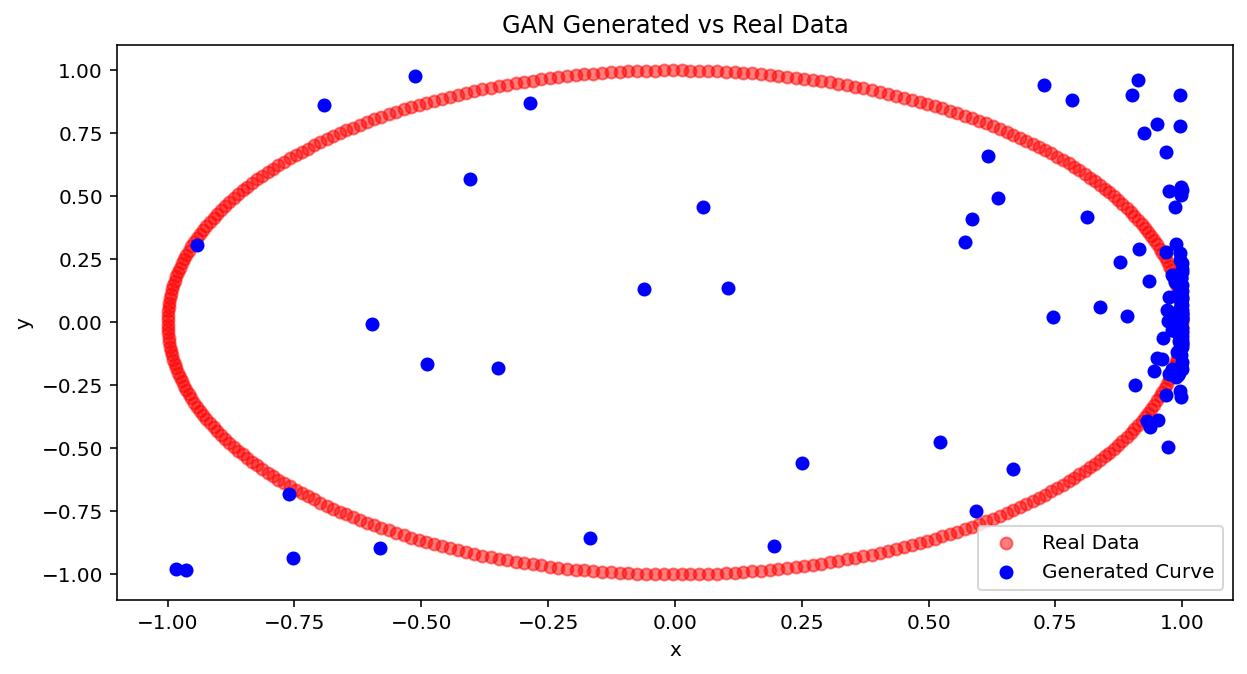 GAN Generated vs Real Data
1.00
0.75
0.50
0.25
0.00
−0.25
−0.50
−0.75
−1.00
y
Real Data
Generated Curve
−1.00 −0.75 −0.50 −0.25 0.00 0.25 0.50 0.75 1.00
x